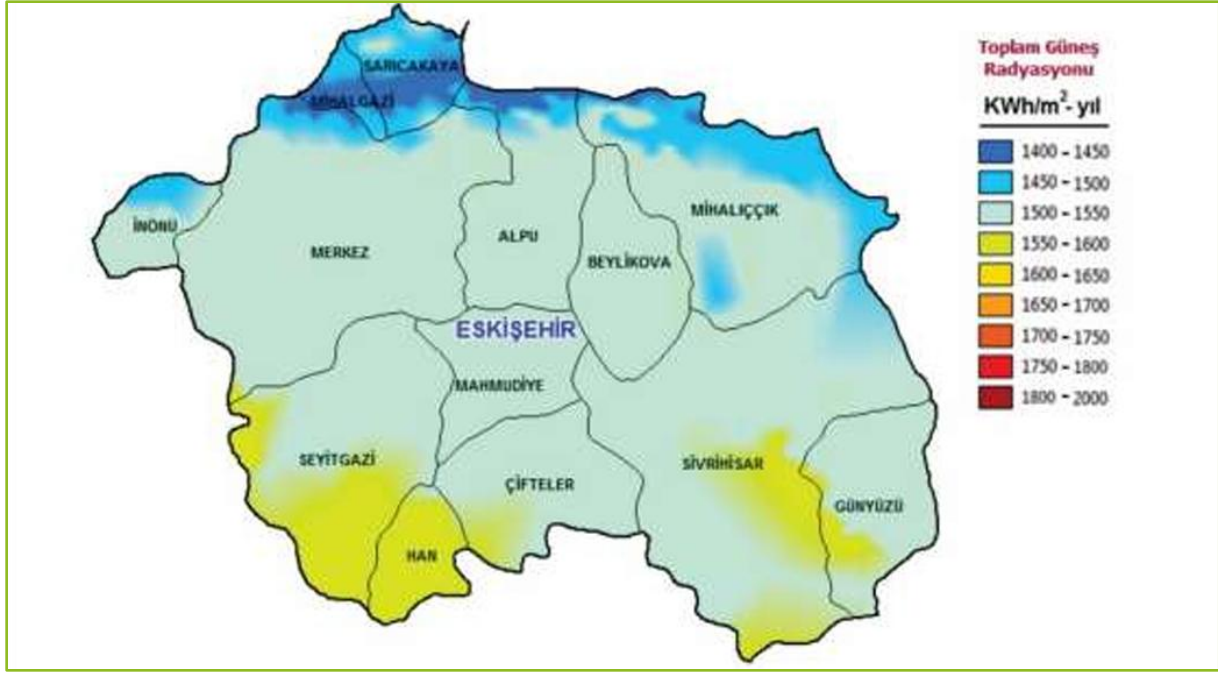 SARICAKAYA
MİHALGAZİ
İNÖNÜ
MERKEZ
ALPU
BEYLİKOVA
MİHALIÇÇIK
ESKİŞEHİR
MAHMUDİYE
SEYİTGAZİ
ÇİFTELER
SİVRİHİSAR
GÜNYÜZÜ
HAN
Toplam Güneş
Radyasyonu
KWh/m²- yıl
1400 - 1450
1450 - 1500
1500 - 1550
1550 - 1600
1600 - 1650
1650 - 1700
1700 - 1750
1750 - 1800
1800 - 2000